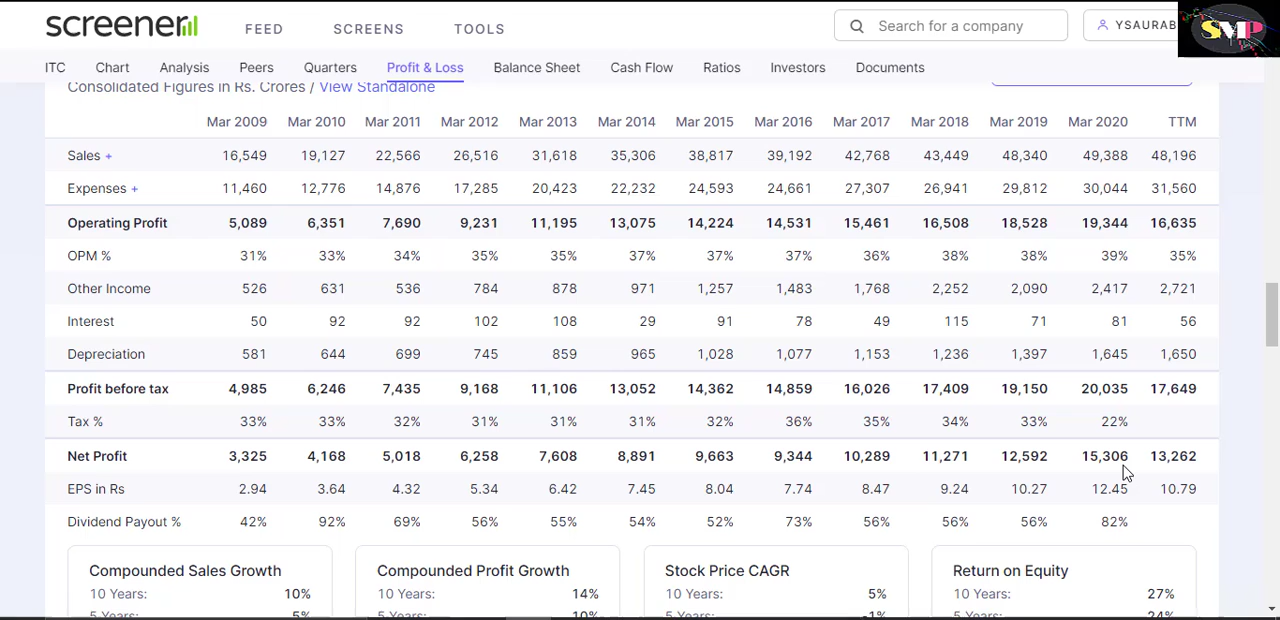 screener FEED SCREENS TOOLS Search for a company YSAURAB SMP
ITC Chart Analysis Peers Quarters Profit & Loss Balance Sheet Cash Flow Ratios Investors Documents
Consolidated Figures in Rs. Crores / View Standalone
Mar 2009 Mar 2010 Mar 2011 Mar 2012 Mar 2013 Mar 2014 Mar 2015 Mar 2016 Mar 2017 Mar 2018 Mar 2019 Mar 2020 TTM
Sales + 16,549 19,127 22,566 26,516 31,618 35,306 38,817 39,192 42,768 43,449 48,340 49,388 48,196
Expenses + 11,460 12,776 14,876 17,285 20,423 22,232 24,593 24,661 27,307 26,941 29,812 30,044 31,560
Operating Profit 5,089 6,351 7,690 9,231 11,195 13,075 14,224 14,531 15,461 16,508 18,528 19,344 16,635
OPM % 31% 33% 34% 35% 35% 37% 37% 37% 36% 38% 38% 39% 35%
Other Income 526 631 536 784 878 971 1,257 1,483 1,768 2,252 2,090 2,417 2,721
Interest 50 92 92 102 108 29 91 78 49 115 71 81 56
Depreciation 581 644 699 745 859 965 1,028 1,077 1,153 1,236 1,397 1,645 1,650
Profit before tax 4,985 6,246 7,435 9,168 11,106 13,052 14,362 14,859 16,026 17,409 19,150 20,035 17,649
Tax % 33% 33% 32% 31% 31% 31% 32% 36% 35% 34% 33% 22%
Net Profit 3,325 4,168 5,018 6,258 7,608 8,891 9,663 9,344 10,289 11,271 12,592 15,306 13,262
EPS in Rs 2.94 3.64 4.32 5.34 6.42 7.45 8.04 7.74 8.47 9.24 10.27 12.45 10.79
Dividend Payout % 42% 92% 69% 56% 55% 54% 52% 73% 56% 56% 56% 82%
Compounded Sales Growth Compounded Profit Growth Stock Price CAGR Return on Equity
10 Years: 10% 10 Years: 14% 10 Years: 5% 10 Years: 27%
5 Years: 5% 5 Years: 10% 5 Years: -1% 5 Years: 24%